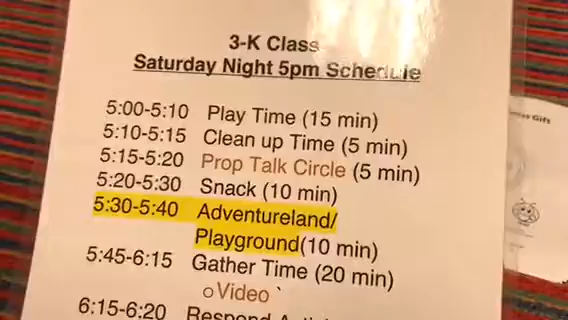 3-K Class
Saturday Night 5pm Schedule
5:00-5:10 Play Time (15 min)
5:10-5:15 Clean up Time (5 min)
5:15-5:20 Prop Talk Circle (5 min)
5:20-5:30 Snack (10 min)
5:30-5:40 Adventureland/
Playground(10 min)
5:45-6:15 Gather Time (20 min)
○Video
6:15-6:20 Respond
Gift